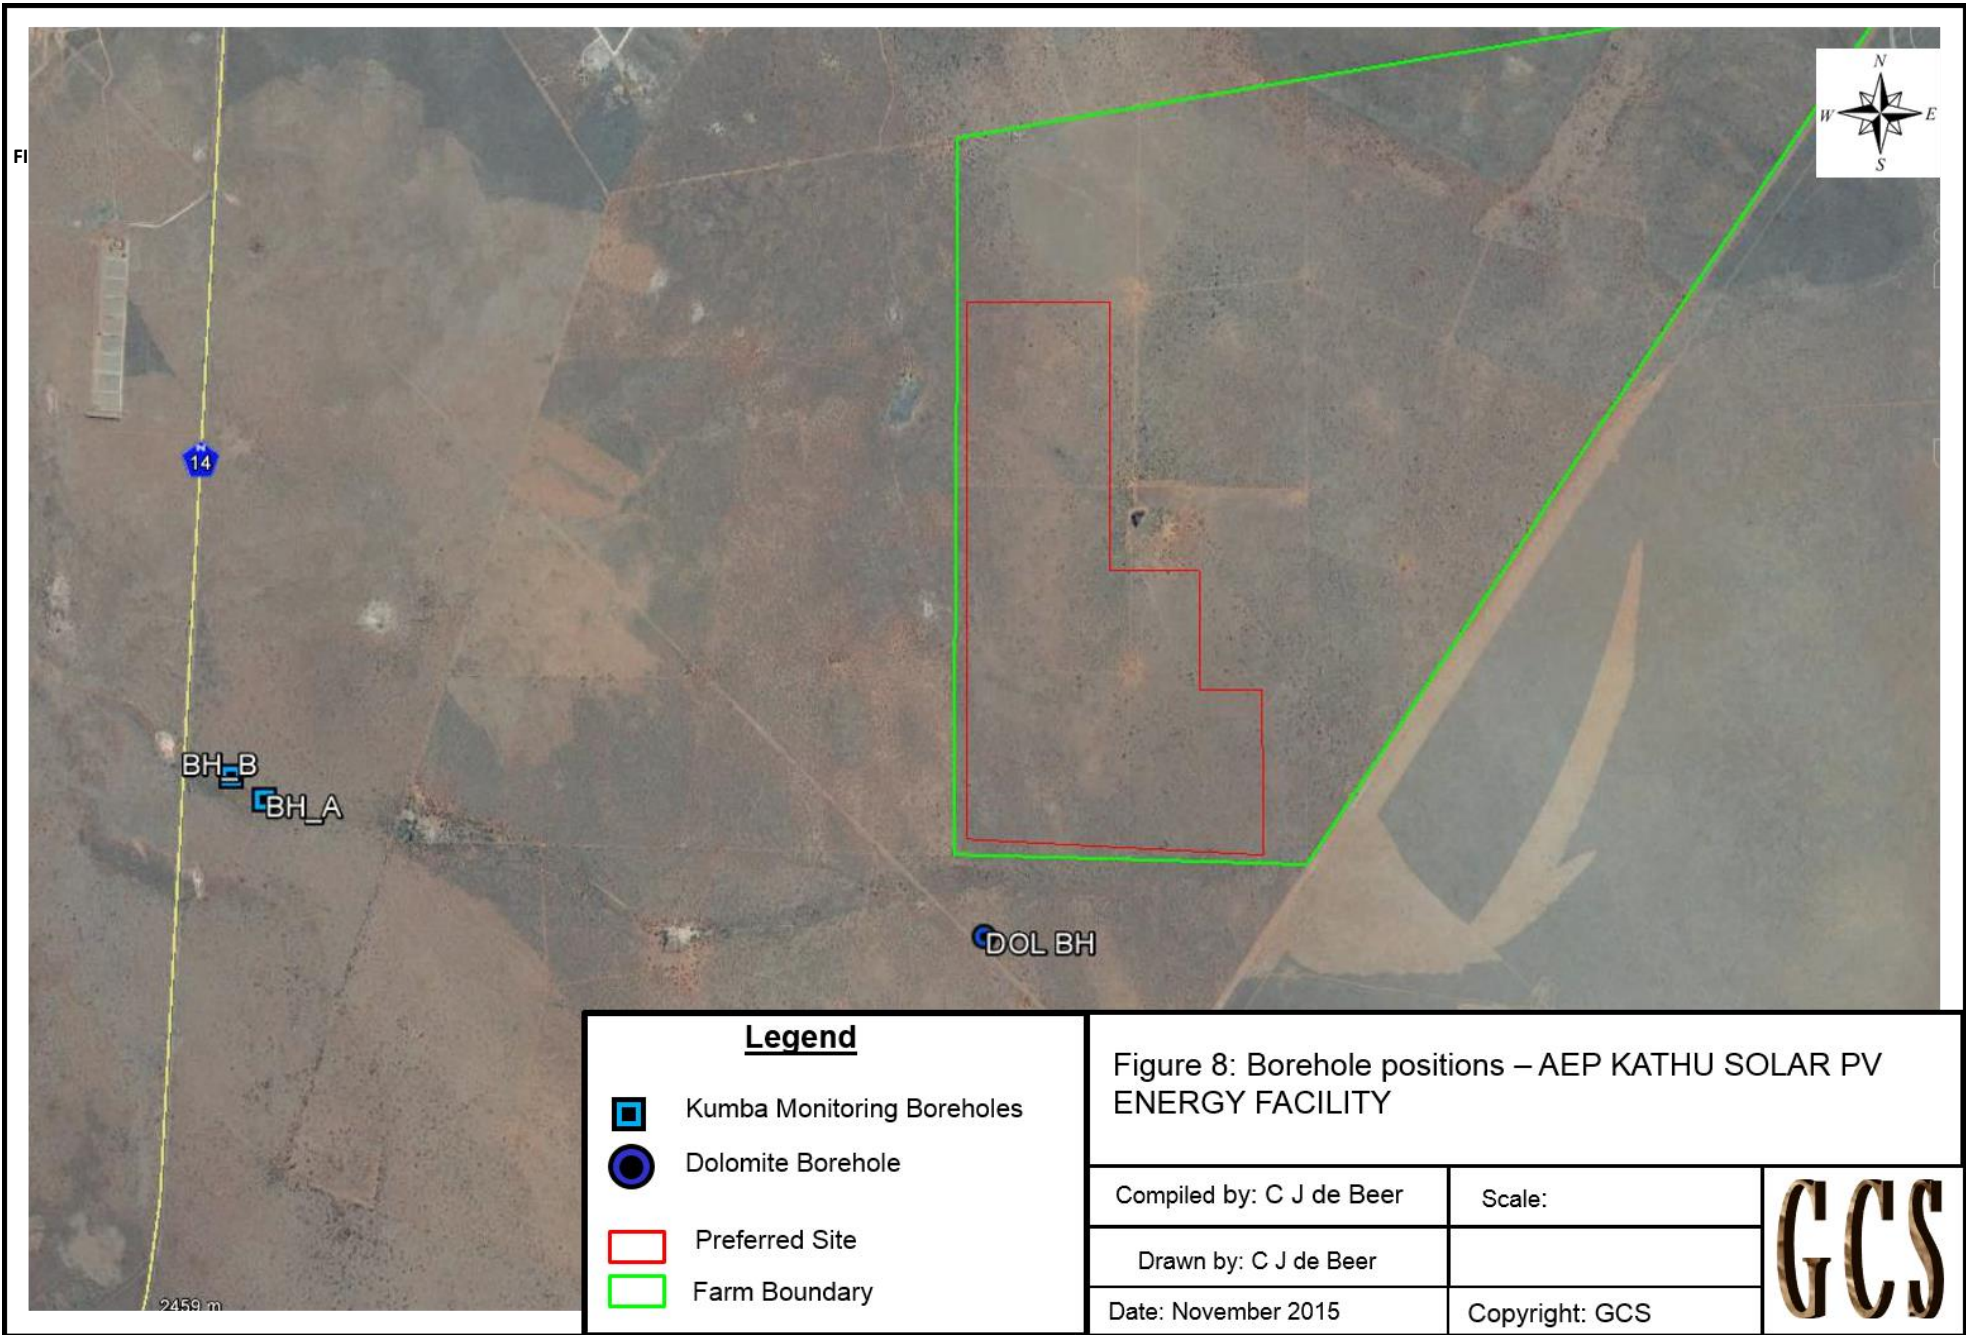 N
W
E
S
FI
14
BH_B
BH_A
DOL BH
2459 m
Legend
Kumba Monitoring Boreholes
Dolomite Borehole
Preferred Site
Farm Boundary
Figure 8: Borehole positions – AEP KATHU SOLAR PV
ENERGY FACILITY
Compiled by: C J de Beer
Scale:
Drawn by: C J de Beer
Date: November 2015
Copyright: GCS
GCS